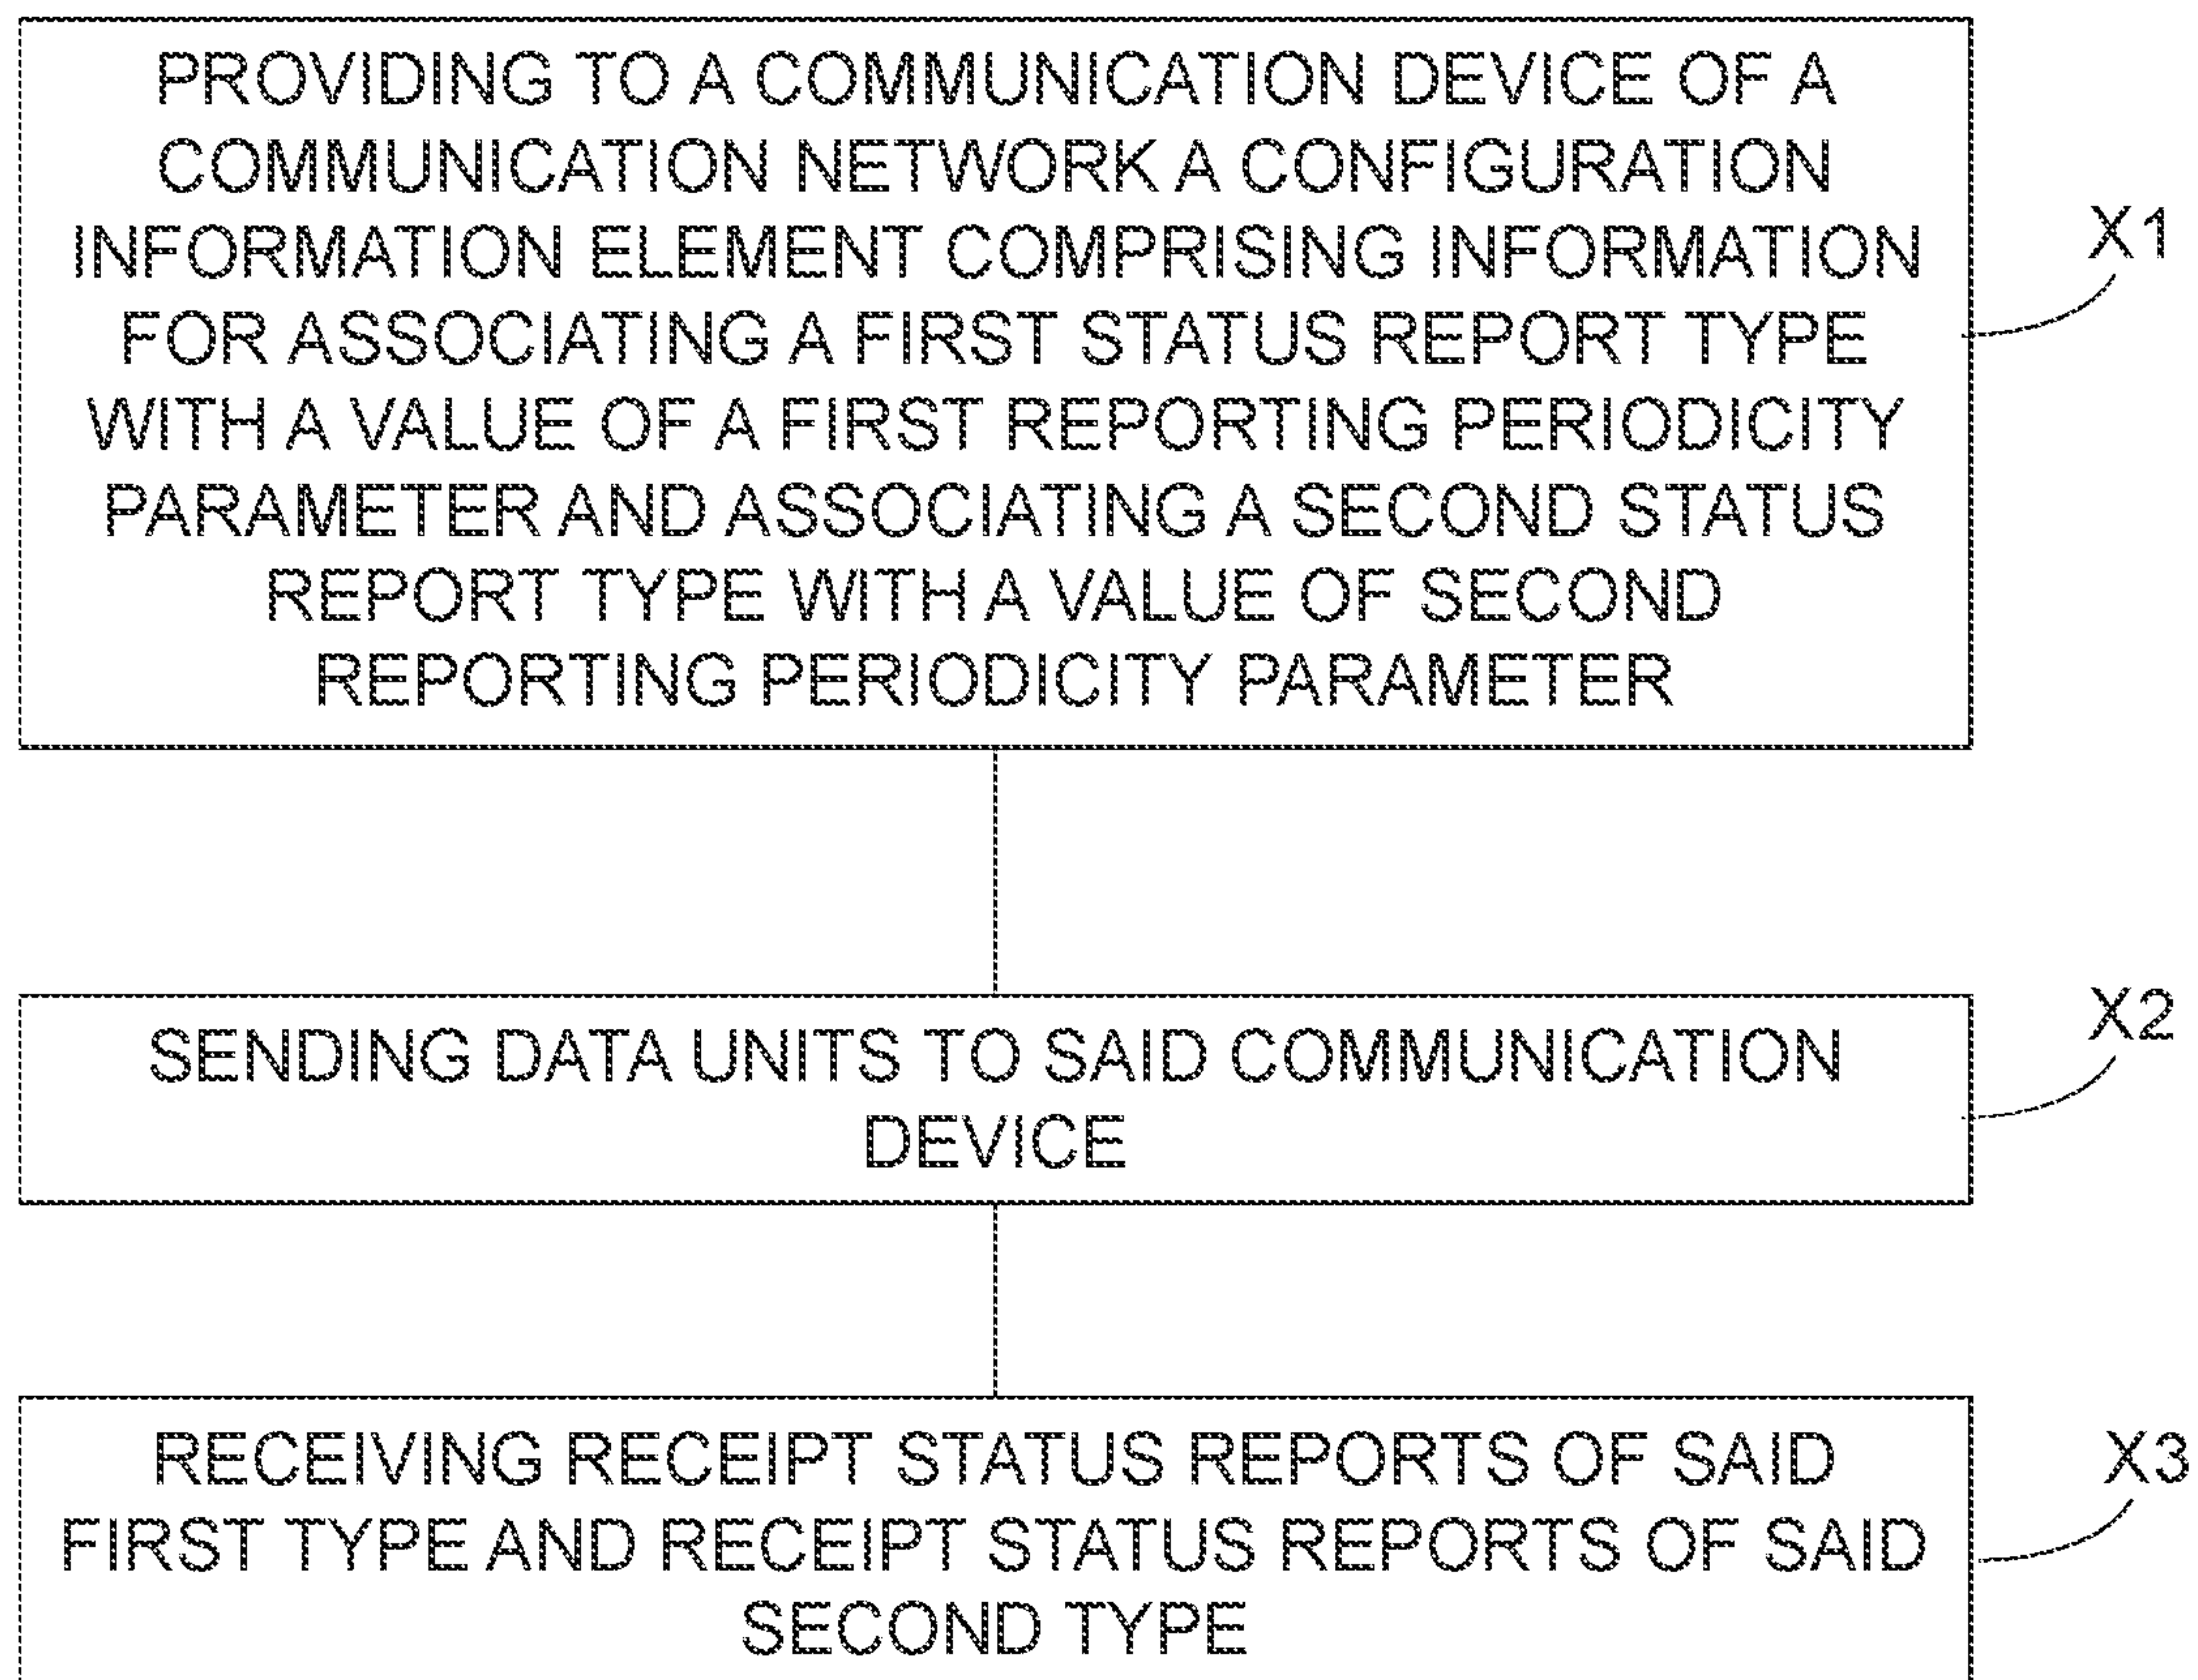 PROVIDING TO A COMMUNICATION DEVICE OF A
COMMUNICATION NETWORK A CONFIGURATION
INFORMATION ELEMENT COMPRISING INFORMATION
FOR ASSOCIATING A FIRST STATUS REPORT TYPE
WITH A VALUE OF A FIRST REPORTING PERIODICITY
PARAMETER AND ASSOCIATING A SECOND STATUS
REPORT TYPE WITH A VALUE OF SECOND
REPORTING PERIODICITY PARAMETER
X1
SENDING DATA UNITS TO SAID COMMUNICATION
DEVICE
X2
RECEIVING RECEIPT STATUS REPORTS OF SAID
FIRST TYPE AND RECEIPT STATUS REPORTS OF SAID
SECOND TYPE
X3